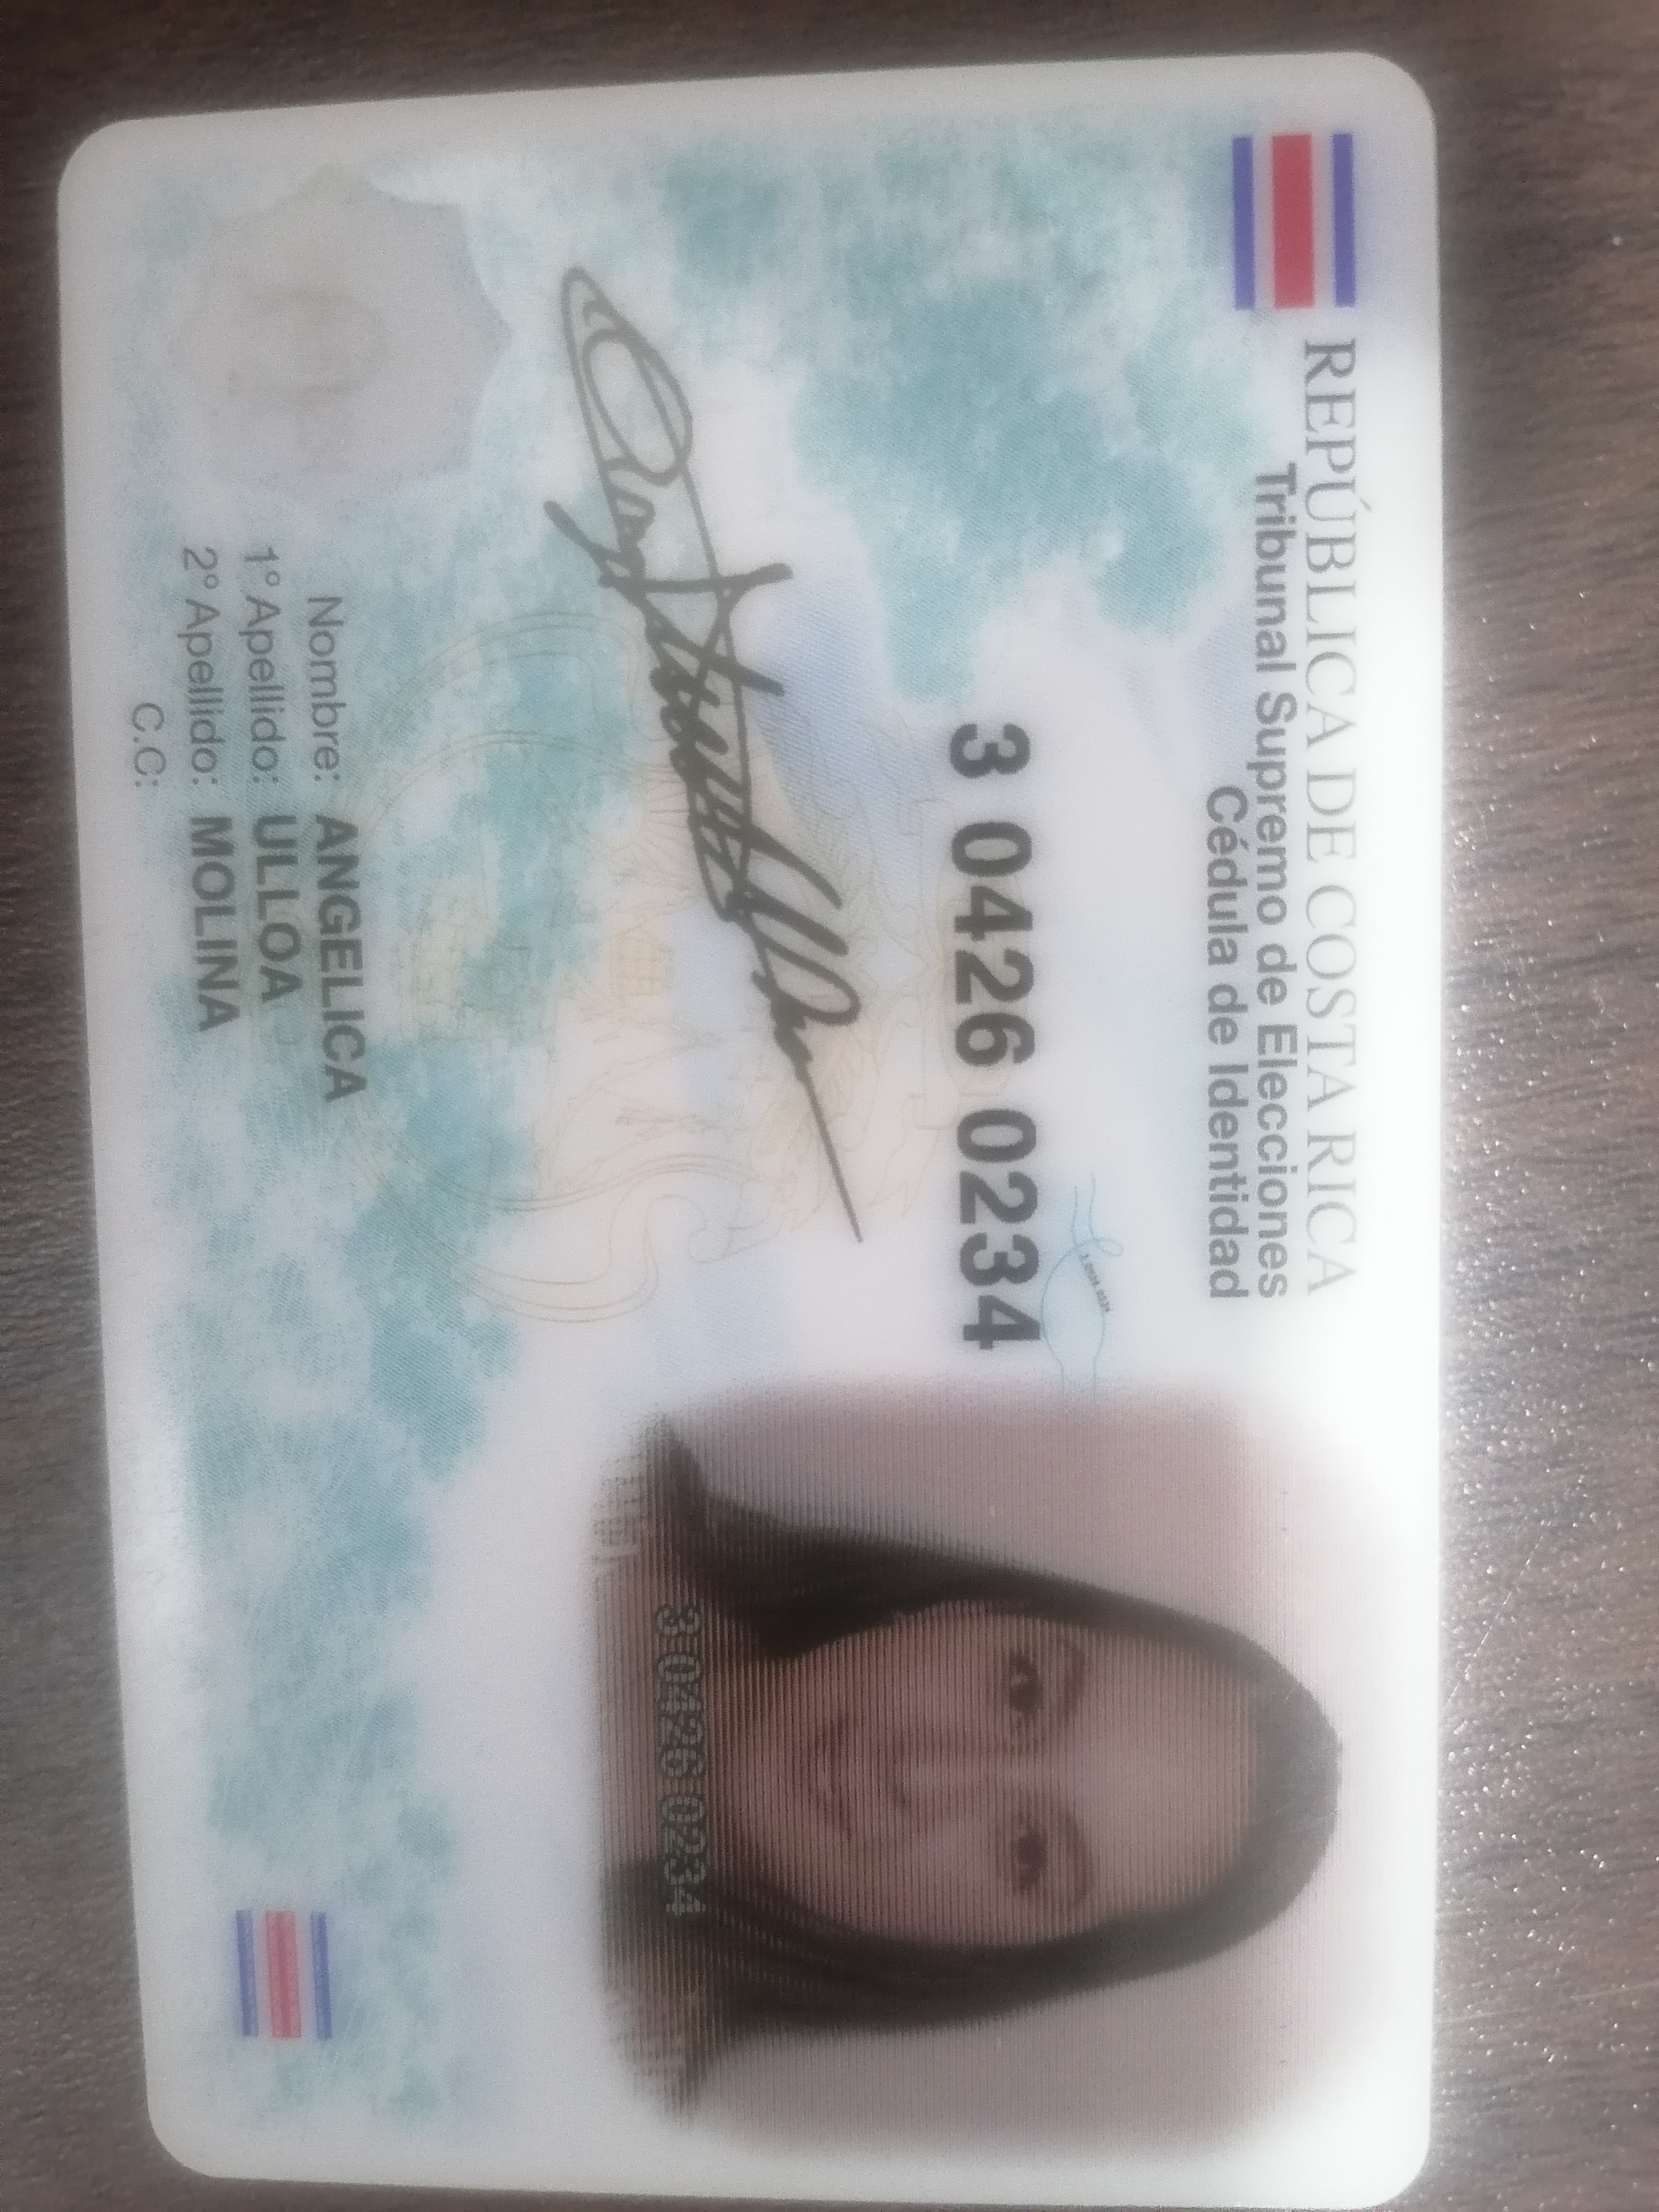 REPÚBLICA DE COSTA RICA
Tribunal Supremo de Elecciones
Cédula de Identidad
3 0426 0234
3 0426 0234
Nombre: ANGELICA
1° Apellido: ULLOA
2° Apellido: MOLINA
C.C: